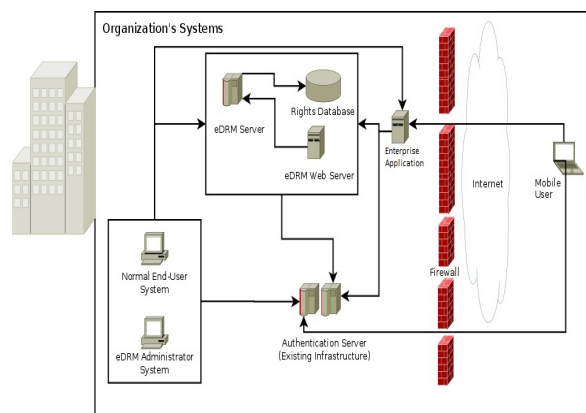 Organization's Systems
eDRM Server
Rights Database
eDRM Web Server
Enterprise
Application
Internet
Mobile
User
Normal End-User
System
Firewall
eDRM Administrator
System
Authentication Server
(Existing Infrastructure)